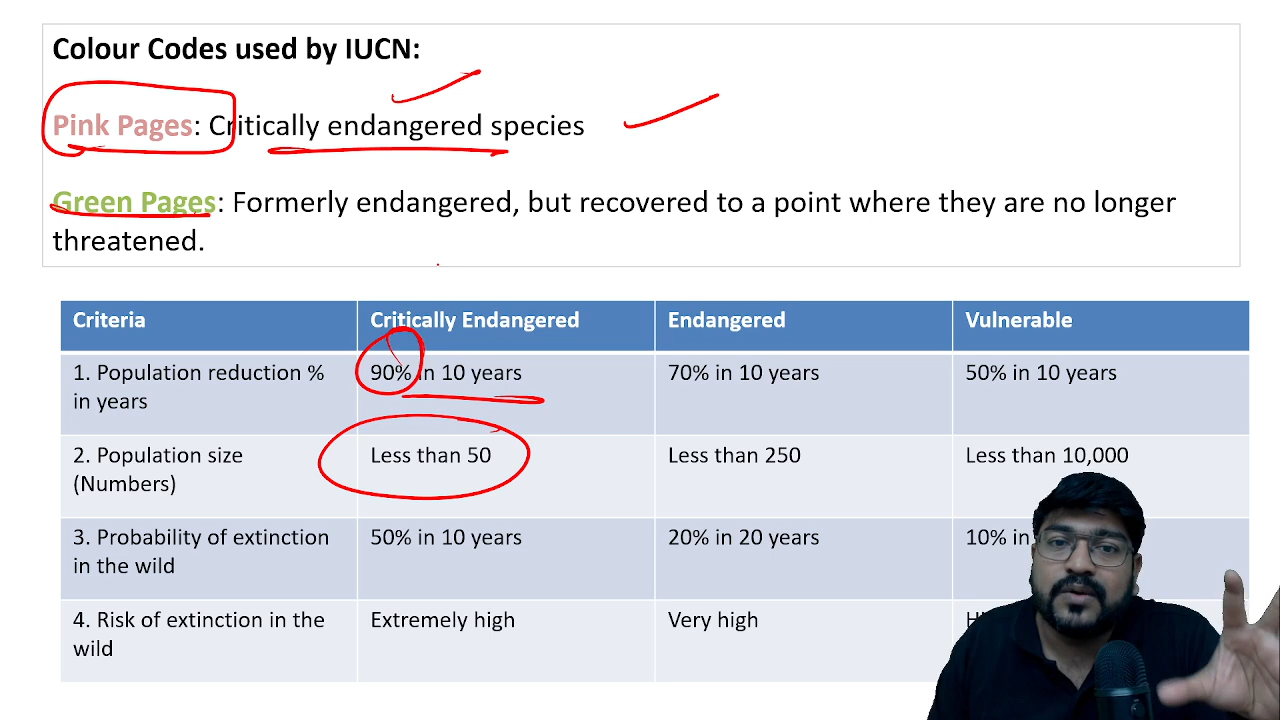 Colour Codes used by IUCN:
Pink Pages: Critically endangered species
Green Pages: Formerly endangered, but recovered to a point where they are no longer
threatened.
Criteria Critically Endangered Endangered Vulnerable
1. Population reduction % 90% in 10 years 70% in 10 years 50% in 10 years
in years
2. Population size Less than 50 Less than 250 Less than 10,000
(Numbers)
3. Probability of extinction 50% in 10 years 20% in 20 years 10% in
in the wild
4. Risk of extinction in the Extremely high Very high
wild